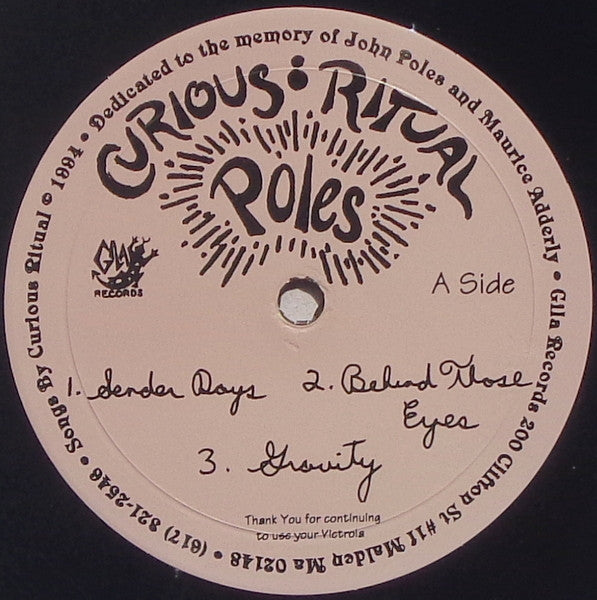 Dedicated to the memory of John Poles and Maurice Adderly • Gila Records 200 Clifton St #11 Malden Ma 02148 • (617) 321-2546 • Songs By Curious Ritual © 1994 •
CURIOUS: RITUAL
Poles
GILA
RECORDS
A Side
1. Sender Days
2. Behind Those
Eyes
3. Gravity
Thank You for continuing
to use your Victrola